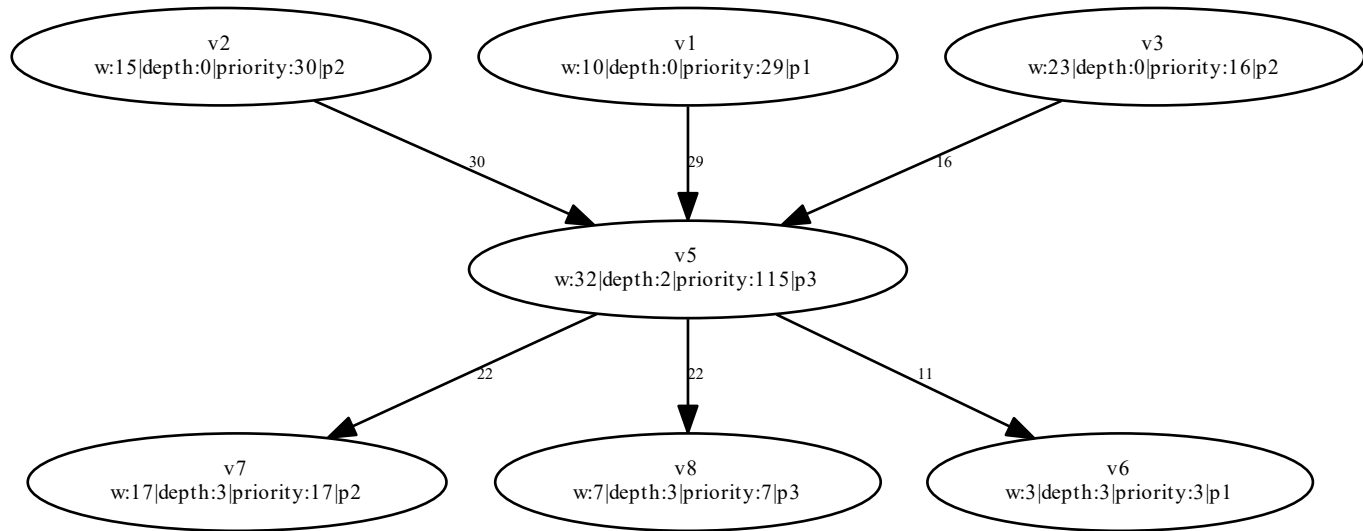 v2
w:15|depth:0|priority:30|p2
v1
w:10|depth:0|priority:29|p1
v3
w:23|depth:0|priority:16|p2
30
29
16
v5
w:32|depth:2|priority:115|p3
22
22
11
v7
w:17|depth:3|priority:17|p2
v8
w:7|depth:3|priority:7|p3
v6
w:3|depth:3|priority:3|p1